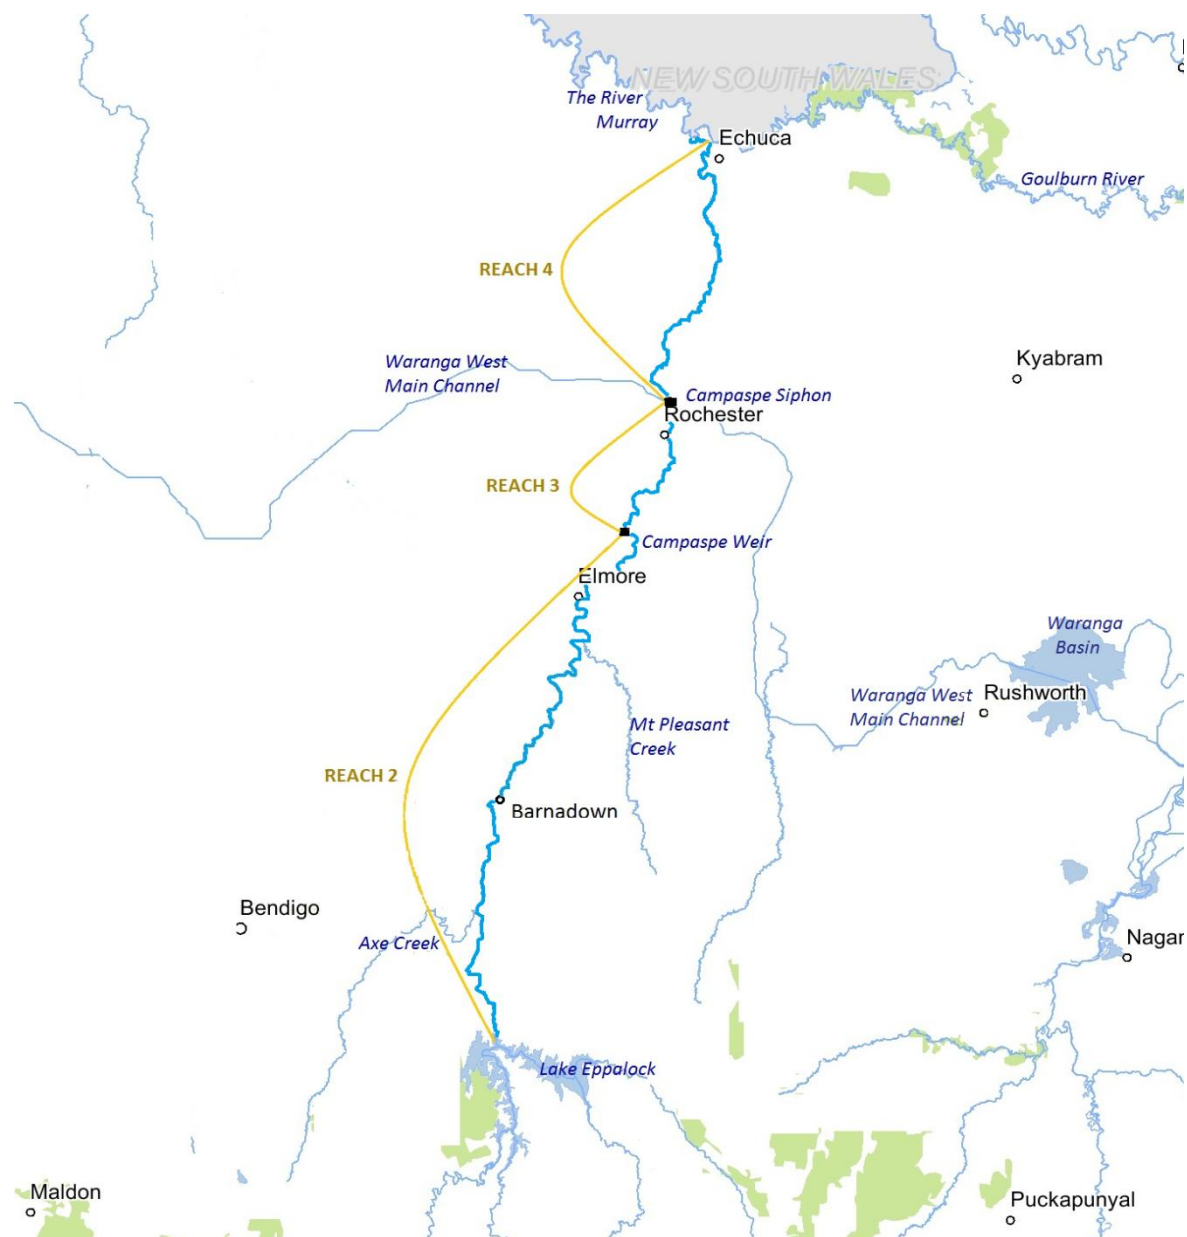 NEW SOUTH WALES
The River
Murray
Echuca
Goulburn River
REACH 4
Waranga West
Main Channel
Kyabram
Campaspe Siphon
Rochester
REACH 3
Campaspe Weir
Elmore
Waranga
Basin
Waranga West
Main Channel
Rushworth
Mt Pleasant
Creek
REACH 2
Barnadown
Bendigo
Axe Creek
Nagar
Lake Eppalock
Maldon
Puckapunyal